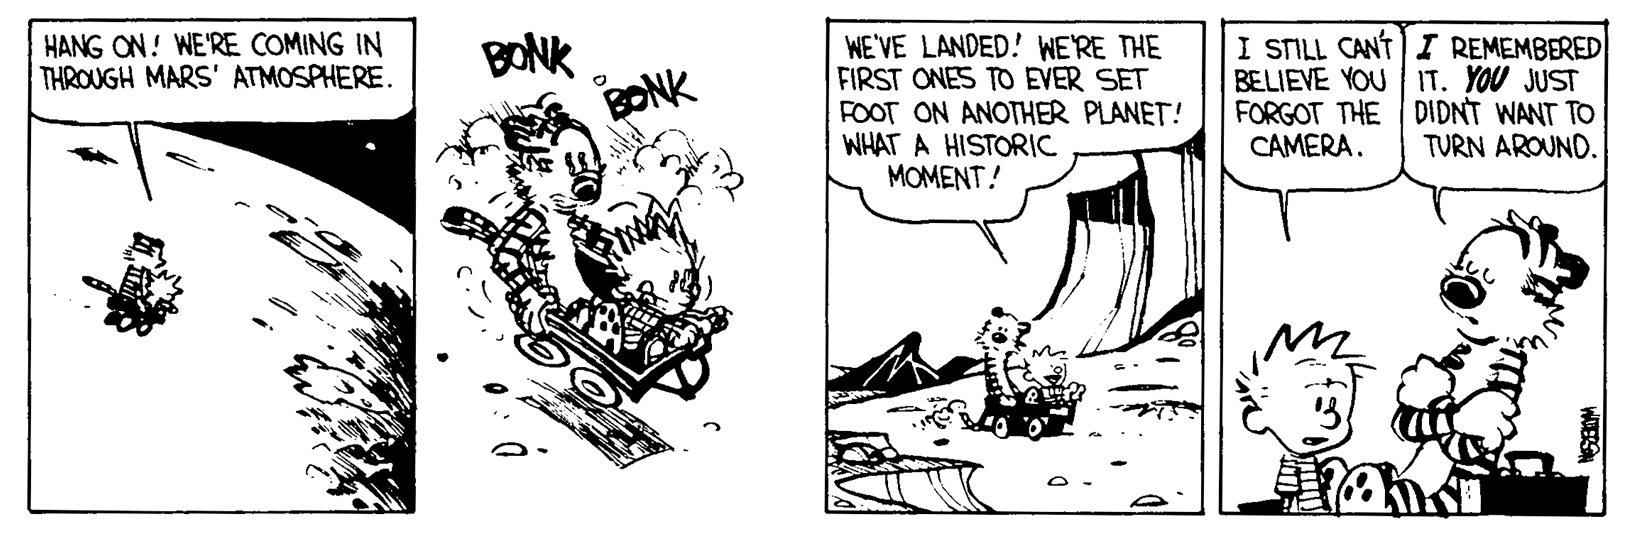 HANG ON! WE'RE COMING IN
THROUGH MARS' ATMOSPHERE.
BONK
BONK
WE'VE LANDED! WE'RE THE
FIRST ONES TO EVER SET
FOOT ON ANOTHER PLANET!
WHAT A HISTORIC
MOMENT!
I STILL CAN'T
BELIEVE YOU
FORGOT THE
CAMERA.
I REMEMBERED
IT. YOU JUST
DIDN'T WANT TO
TURN AROUND.
WATTERSON